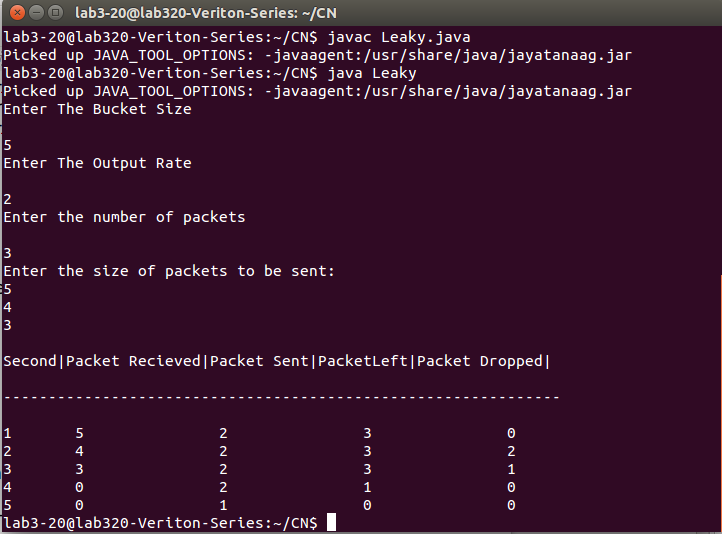 lab3-20@lab320-Veriton-Series: ~/CN
lab3-20@lab320-Veriton-Series:~/CN$ javac Leaky.java
Picked up JAVA_TOOL_OPTIONS: -javaagent:/usr/share/java/jayatanaag.jar
lab3-20@lab320-Veriton-Series:~/CN$ java Leaky
Picked up JAVA_TOOL_OPTIONS: -javaagent:/usr/share/java/jayatanaag.jar
Enter The Bucket Size
5
Enter The Output Rate
2
Enter the number of packets
3
Enter the size of packets to be sent:
5
4
3
Second|Packet Recieved|Packet Sent|PacketLeft|Packet Dropped|
--------------------------------------------------------------
1 5 2 3 0
2 4 2 3 2
3 3 2 3 1
4 0 2 1 0
5 0 1 0 0
lab3-20@lab320-Veriton-Series:~/CN$